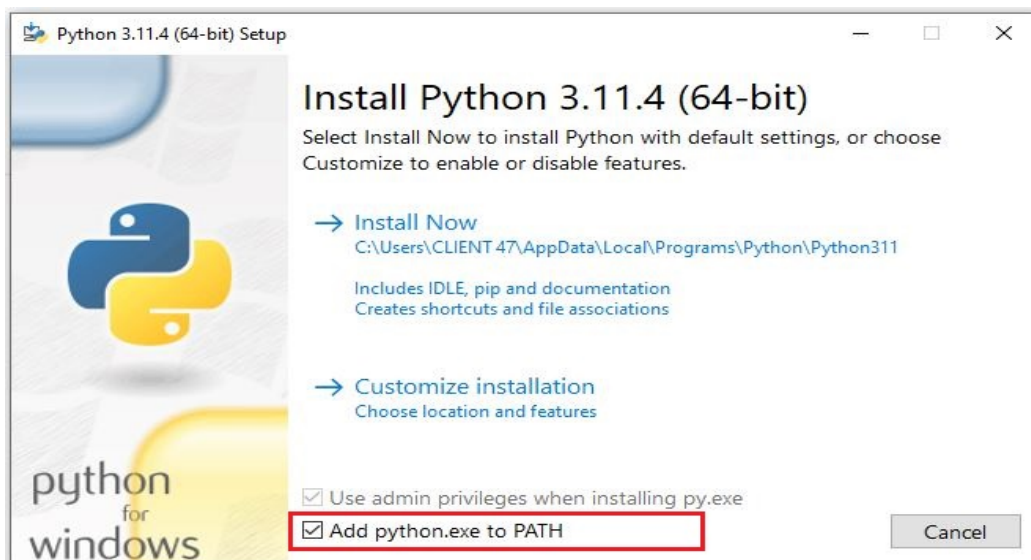 Python 3.11.4 (64-bit) Setup
Install Python 3.11.4 (64-bit)
Select Install Now to install Python with default settings, or choose
Customize to enable or disable features.
Install Now
C:\Users\CLIENT 47\AppData\Local\Programs\Python\Python311
Includes IDLE, pip and documentation
Creates shortcuts and file associations
Customize installation
Choose location and features
python
for
windows
Use admin privileges when installing py.exe
Add python.exe to PATH
Cancel